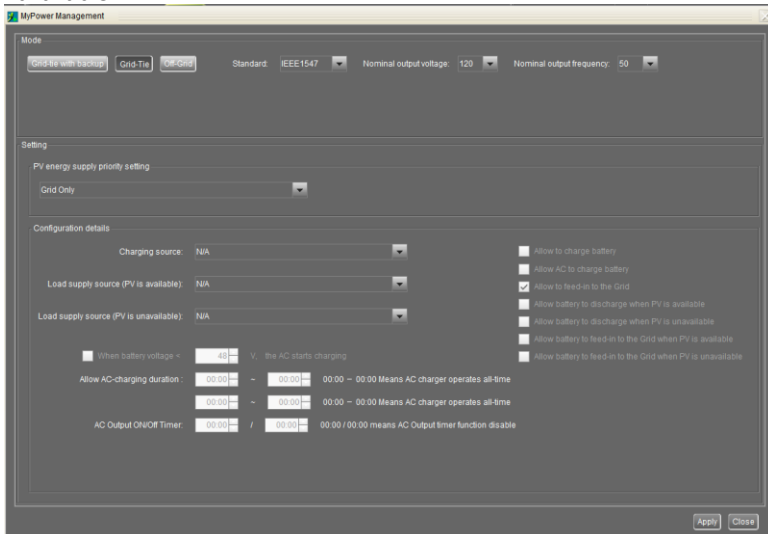 MyPower Management
Mode
Grid-tie with backup Grid-Tie Off-Grid Standard: IEEE1547 Nominal output voltage: 120 Nominal output frequency: 50
Setting
PV energy supply priority setting
Grid Only
Configuration details
Charging source: N/A
Load supply source (PV is available): N/A
Load supply source (PV is unavailable): N/A
When battery voltage < 48 V, the AC starts charging
Allow AC-charging duration : 00:00 ~ 00:00 00:00 ~ 00:00 Means AC charger operates all-time
00:00 ~ 00:00 00:00 ~ 00:00 Means AC charger operates all-time
AC Output ON/Off Timer: 00:00 / 00:00 00:00 / 00:00 means AC Output timer function disable
Allow to charge battery
Allow AC to charge battery
Allow to feed-in to the Grid
Allow battery to discharge when PV is available
Allow battery to discharge when PV is unavailable
Allow battery to feed-in to the Grid when PV is available
Allow battery to feed-in to the Grid when PV is unavailable
Apply Close